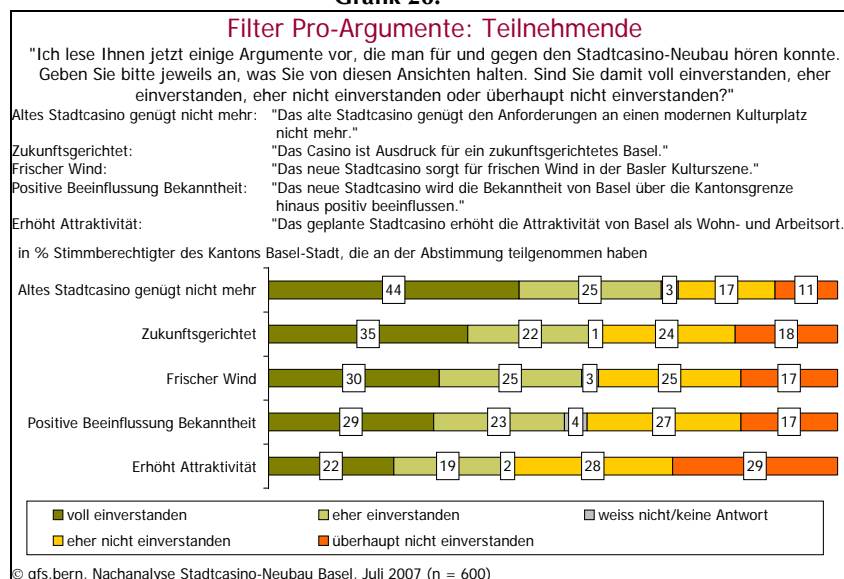 Grafik 20:
Filter Pro-Argumente: Teilnehmende
"Ich lese Ihnen jetzt einige Argumente vor, die man für und gegen den Stadtcasino-Neubau hören konnte.
Geben Sie bitte jeweils an, was Sie von diesen Ansichten halten. Sind Sie damit voll einverstanden, eher
einverstanden, eher nicht einverstanden oder überhaupt nicht einverstanden?"
Altes Stadtcasino genügt nicht mehr: "Das alte Stadtcasino genügt den Anforderungen an einen modernen Kulturplatz
nicht mehr."
Zukunftsgerichtet: "Das Casino ist Ausdruck für ein zukunftsgerichtetes Basel."
Frischer Wind: "Das neue Stadtcasino sorgt für frischen Wind in der Basler Kulturszene."
Positive Beeinflussung Bekanntheit: "Das neue Stadtcasino wird die Bekanntheit von Basel über die Kantonsgrenze
hinaus positiv beeinflussen."
Erhöht Attraktivität: "Das geplante Stadtcasino erhöht die Attraktivität von Basel als Wohn- und Arbeitsort.
in % Stimmberechtigter des Kantons Basel-Stadt, die an der Abstimmung teilgenommen haben
Altes Stadtcasino genügt nicht mehr 44 25 3 17 11
Zukunftsgerichtet 35 22 1 24 18
Frischer Wind 30 25 3 25 17
Positive Beeinflussung Bekanntheit 29 23 4 27 17
Erhöht Attraktivität 22 19 2 28 29
voll einverstanden eher einverstanden weiss nicht/keine Antwort
eher nicht einverstanden überhaupt nicht einverstanden
© gfs.bern, Nachanalyse Stadtcasino-Neubau Basel, Juli 2007 (n = 600)